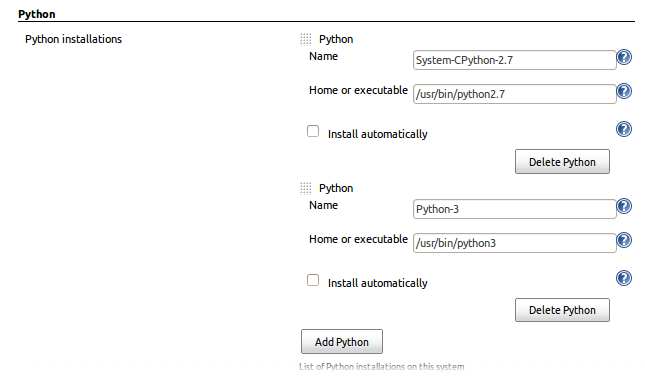 Python
Python installations
Python
Name
System-CPython-2.7
?
Home or executable
/usr/bin/python2.7
?
Install automatically
?
Delete Python
Python
Name
Python-3
?
Home or executable
/usr/bin/python3
?
Install automatically
?
Delete Python
Add Python
List of Python installations on this system